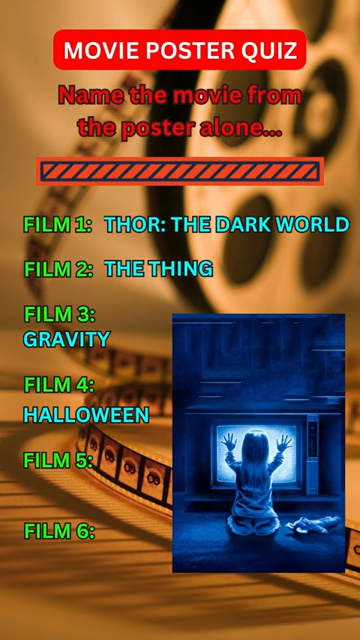 MOVIE POSTER QUIZ
Name the movie from
the poster alone...
FILM 1: THOR: THE DARK WORLD
FILM 2: THE THING
FILM 3:
GRAVITY
FILM 4:
HALLOWEEN
FILM 5:
FILM 6: